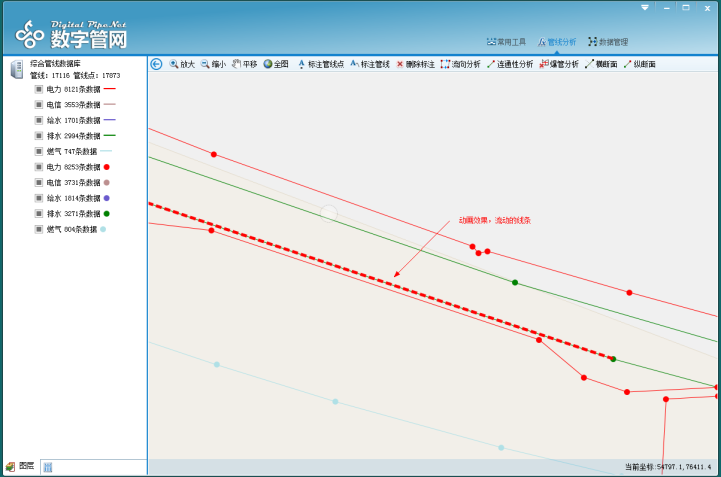 Digital Pipe.Net
数字管网
常用工具 管线分析 数据管理
综合管线数据库
管线：17116 管线点：17873
放大 缩小 平移 全图 标注管线点 标注管线 删除标注 流向分析 连通性分析 爆管分析 横断面 纵断面
电力 8121条数据
电信 3553条数据
给水 1701条数据
排水 2994条数据
燃气 747条数据
电力 8253条数据
电信 3731条数据
给水 1814条数据
排水 3271条数据
燃气 804条数据
动画效果：流动的线条
图层
当前坐标:54797.1,76411.4